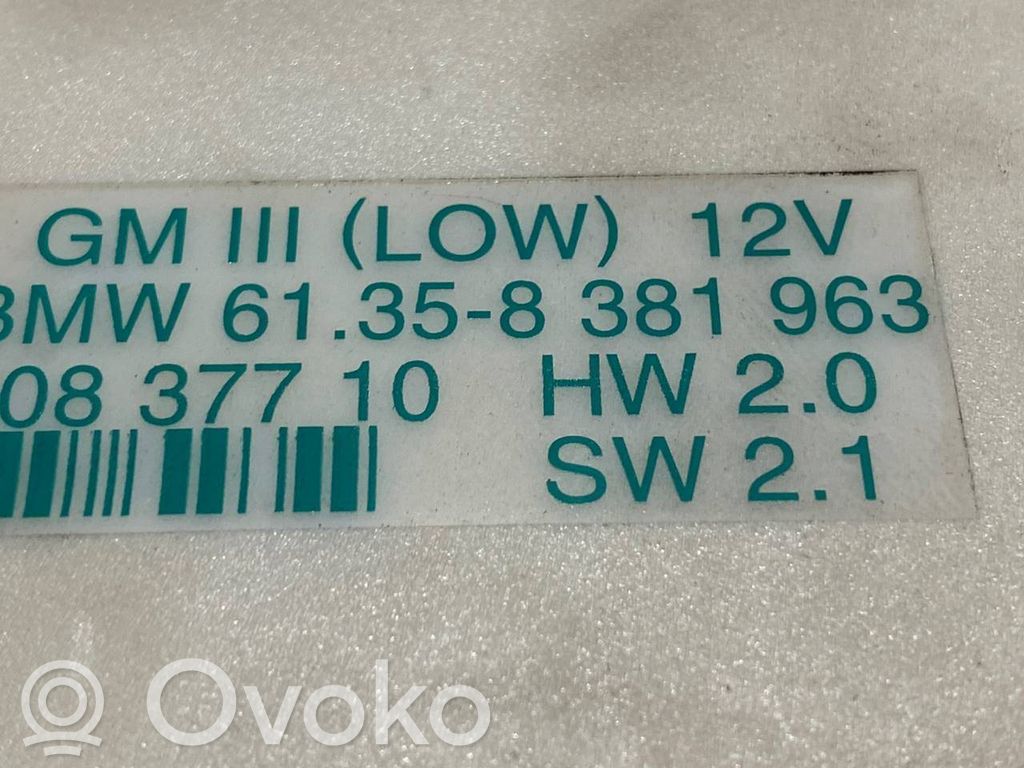 GM III (LOW) 12V
BMW 61.35-8 381 963
08 377 10 HW 2.0
SW 2.1
Ovoko